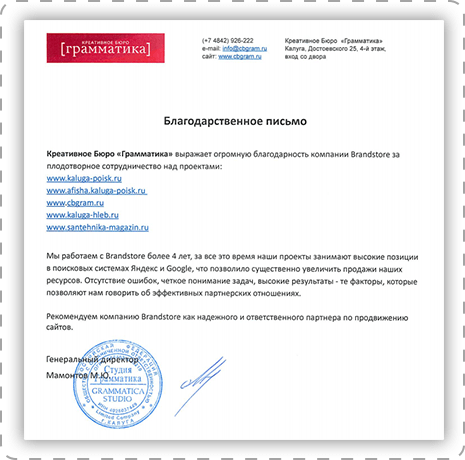 КРЕАТИВНОЕ БЮРО
[грамматика]
(+7 4842) 926-222
e-mail: info@cbgram.ru
сайт: www.cbgram.ru
Креативное Бюро «Грамматика»
Калуга, Достоевского 25, 4-й этаж,
вход со двора
Благодарственное письмо
Креативное Бюро «Грамматика» выражает огромную благодарность компании Brandstore за
плодотворное сотрудничество над проектами:
www.kaluga-poisk.ru
www.afisha.kaluga-poisk.ru
www.cbgram.ru
www.kaluga-hleb.ru
www.santehnika-magazin.ru
Мы работаем с Brandstore более 4 лет, за все это время наши проекты занимают высокие позиции
в поисковых системах Яндекс и Google, что позволило существенно увеличить продажи наших
ресурсов. Отсутствие ошибок, четкое понимание задач, высокие результаты - те факторы, которые
позволяют нам говорить об эффективных партнерских отношениях.
Рекомендуем компанию Brandstore как надежного и ответственного партнера по продвижению
сайтов.
Генеральный директор
Мамонтов М.Ю.
Студия
Грамматика
GRAMMATICA
STUDIO
Limited Company
г. КАЛУГА